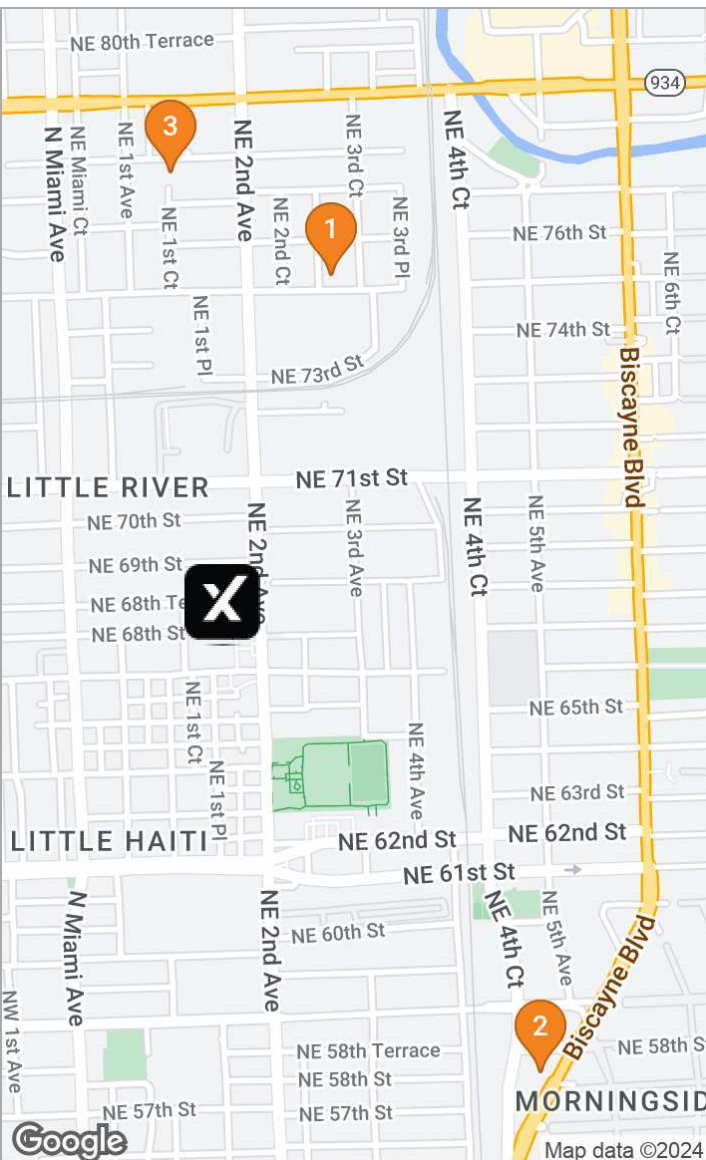 NE 80th Terrace
934
3
N Miami Ave
NE Miami Ct
NE 1st Ave
NE 1st Ct
NE 2nd Ave
NE 3rd Ct
NE 4th Ct
1
NE 2nd Ct
NE 3rd Pl
NE 76th St
NE 6th Ct
NE 1st Pl
NE 74th St
NE 73rd St
Biscayne Blvd
LITTLE RIVER
NE 71st St
NE 70th St
NE 2nd Ave
NE 3rd Ave
NE 4th Ct
NE 5th Ave
NE 69th St
X
NE 68th Te
NE 68th St
NE 1st Ct
NE 65th St
NE 1st Pl
NE 4th Ave
NE 63rd St
LITTLE HAITI
NE 62nd St
NE 62nd St
NE 61st St
N Miami Ave
NE 2nd Ave
NE 60th St
NE 4th Ct
NE 5th Ave
Biscayne Blvd
NW 1st Ave
2
NE 58th Terrace
NE 58th S
NE 58th St
MORNINGSID
NE 57th St
NE 57th St
Google
Map data ©2024